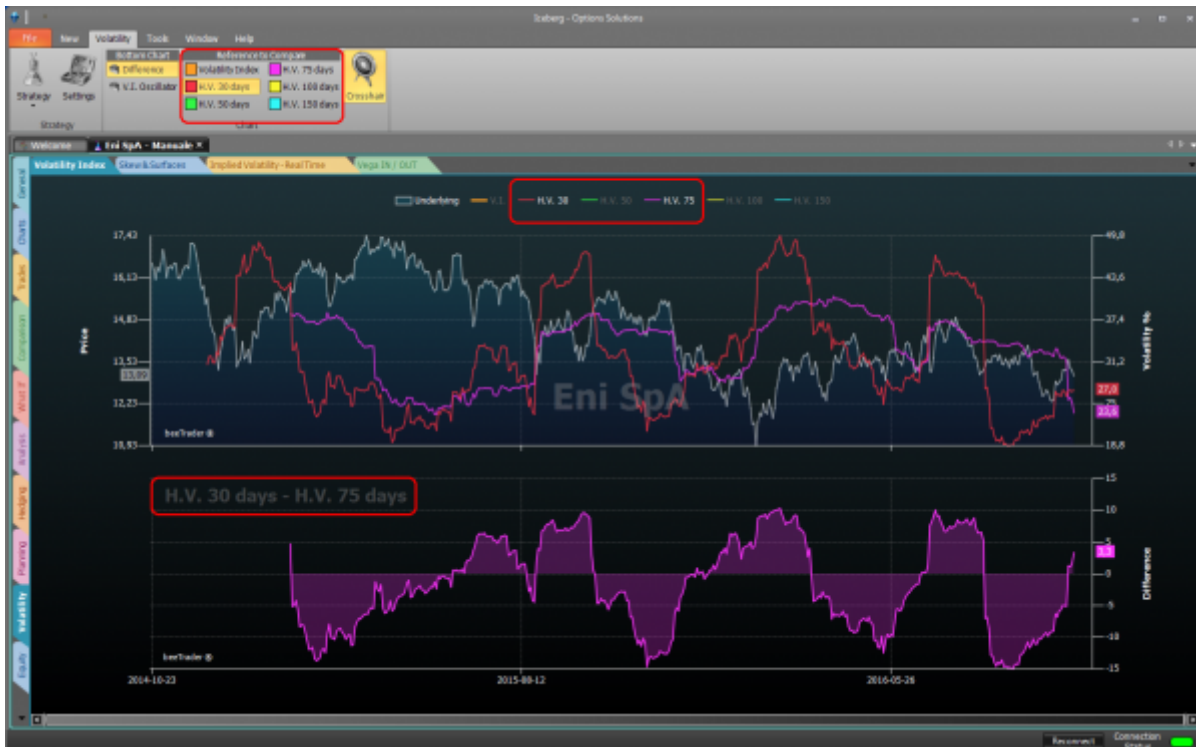 Iceberg - Options Solutions
File New Volatility Tools Window Help
Bottom Chart Reference to Compare
Difference Volatility Index H.V. 75 days
V.I. Oscillator H.V. 30 days H.V. 100 days
H.V. 50 days H.V. 150 days
Strategy Settings Crosshair
Strategy Chart
Welcome Eni SpA - Manuale
Volatility Index Skew & Surfaces Implied Volatility - Real Time Vega IN / OUT
General
Charts
Trades
Comparison
What if
Analysis
Hedging
Planning
Volatility
Equity
Underlying V.I. H.V. 30 H.V. 50 H.V. 75 H.V. 100 H.V. 150
17,43 49,8
16,13 43,6
14,83 37,4
13,53 31,2
13,09
27,0
12,23 25
23,6
10,93 18,8
Price
Volatility %
Eni SpA
beeTrader ®
H.V. 30 days - H.V. 75 days
15
10
5
3,3
0
-5
-10
-15
Difference
beeTrader ®
2014-10-23 2015-08-12 2016-05-26
Reconnect Connection Status